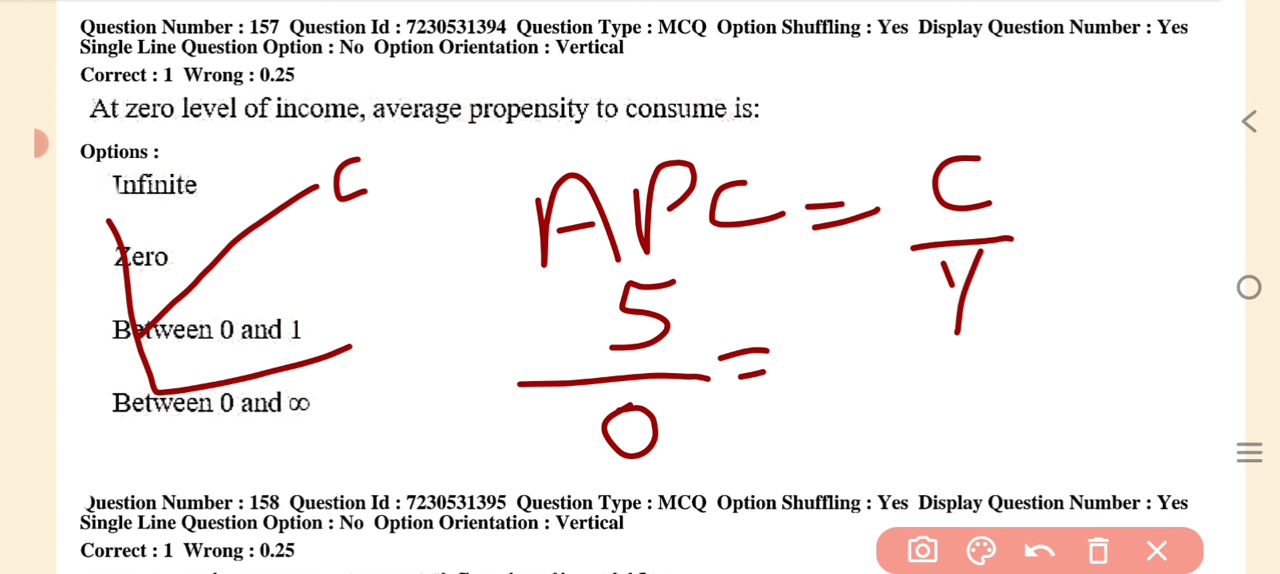 Question Number : 157 Question Id : 7230531394 Question Type : MCQ Option Shuffling : Yes Display Question Number : Yes
Single Line Question Option : No Option Orientation : Vertical
Correct : 1 Wrong : 0.25
At zero level of income, average propensity to consume is:
Options :
Infinite
C
APC = C
Y
Zero
Between 0 and 1
5
0
=
Between 0 and ∞
Question Number : 158 Question Id : 7230531395 Question Type : MCQ Option Shuffling : Yes Display Question Number : Yes
Single Line Question Option : No Option Orientation : Vertical
Correct : 1 Wrong : 0.25